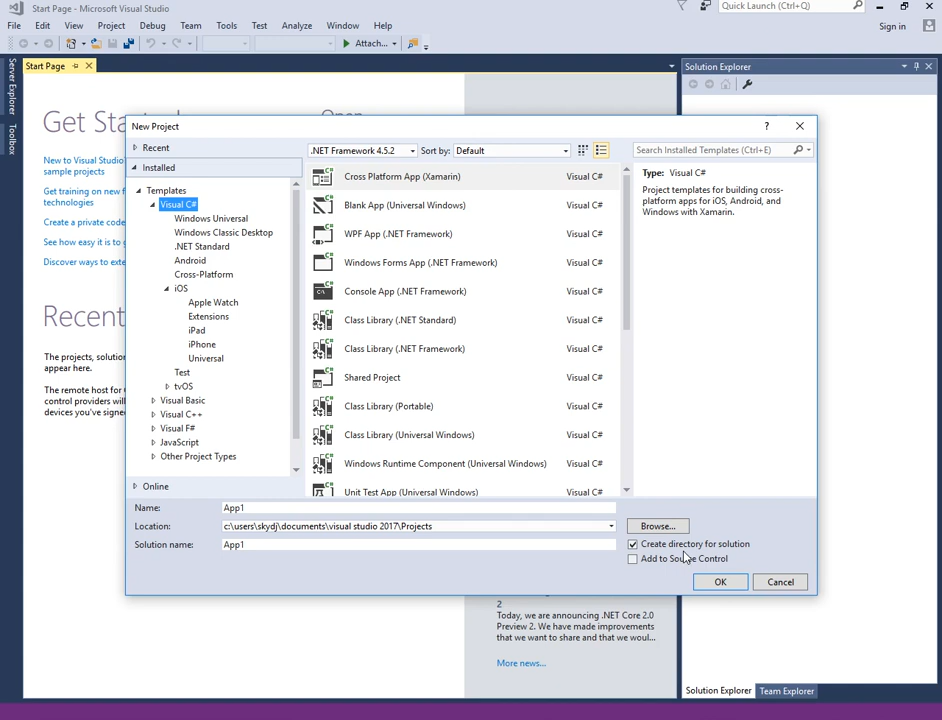 Start Page - Microsoft Visual Studio
Quick Launch (Ctrl+Q)
File Edit View Project Debug Team Tools Test Analyze Window Help
Sign in
Attach...
Server Explorer
Toolbox
Start Page
Solution Explorer
Get Sta
Open
New to Visual Studio
sample projects
Get training on new f
technologies
Create a private code
See how easy it is to g
Discover ways to exte
Recen
The projects, solution
appear here.
The remote host for
control providers will
devices you've signed
New Project
?
Recent
Installed
.NET Framework 4.5.2
Sort by: Default
Search Installed Templates (Ctrl+E)
Templates
Visual C#
Windows Universal
Windows Classic Desktop
.NET Standard
Android
Cross-Platform
iOS
Apple Watch
Extensions
iPad
iPhone
Universal
Test
tvOS
Visual Basic
Visual C++
Visual F#
JavaScript
Other Project Types
Online
Cross Platform App (Xamarin) Visual C#
Blank App (Universal Windows) Visual C#
WPF App (.NET Framework) Visual C#
Windows Forms App (.NET Framework) Visual C#
Console App (.NET Framework) Visual C#
Class Library (.NET Standard) Visual C#
Class Library (.NET Framework) Visual C#
Shared Project Visual C#
Class Library (Portable) Visual C#
Class Library (Universal Windows) Visual C#
Windows Runtime Component (Universal Windows) Visual C#
Unit Test App (Universal Windows) Visual C#
Type: Visual C#
Project templates for building cross-
platform apps for iOS, Android, and
Windows with Xamarin.
Name: App1
Location: c:\users\skydj\documents\visual studio 2017\Projects
Browse...
Solution name: App1
Create directory for solution
Add to Source Control
OK Cancel
2
Today, we are announcing .NET Core 2.0
Preview 2. We have made improvements
that we want to share and that we woul...
More news...
Solution Explorer Team Explorer